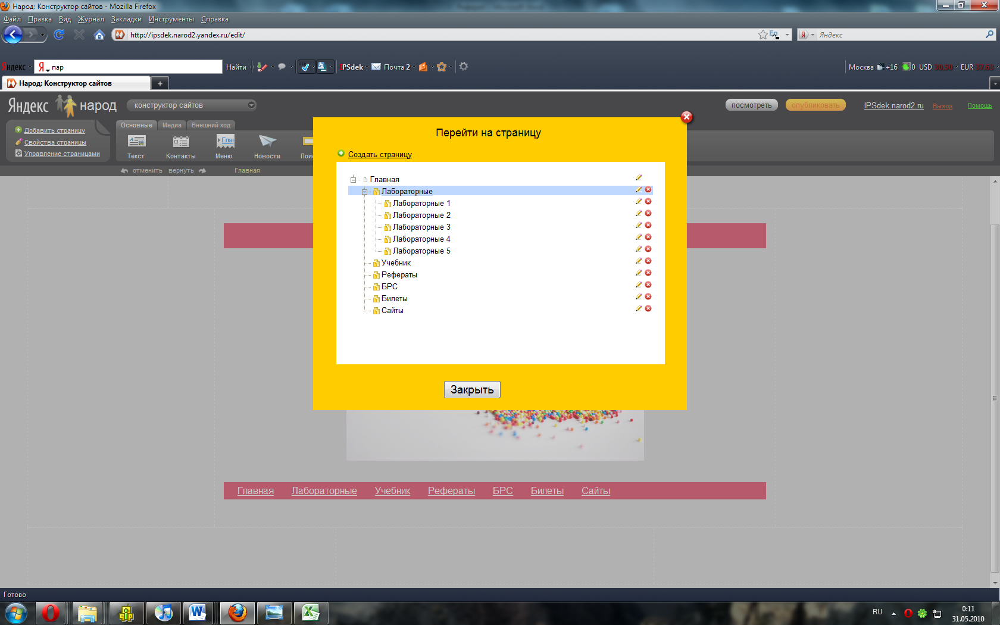 Народ: Конструктор сайтов - Mozilla Firefox
Файл Правка Вид Журнал Закладки Инструменты Справка
http://ipsdek.narod2.yandex.ru/edit/
Яндекс
Яндекс Я пар Найти IPSdek Почта 2 Москва +16 0 USD 30.50 EUR 37.63
Народ: Конструктор сайтов
Яндекс народ конструктор сайтов посмотреть опубликовать IPSdek.narod2.ru Выход Помощь
Добавить страницу
Свойства страницы
Управление страницами
Основные Медиа Внешний код
Текст Контакты Меню Новости
отменить вернуть Главная
Перейти на страницу
Создать страницу
Главная
Лабораторные
Лабораторные 1
Лабораторные 2
Лабораторные 3
Лабораторные 4
Лабораторные 5
Учебник
Рефераты
БРС
Билеты
Сайты
Закрыть
Главная Лабораторные Учебник Рефераты БРС Билеты Сайты
Готово
RU
0:11
31.05.2010